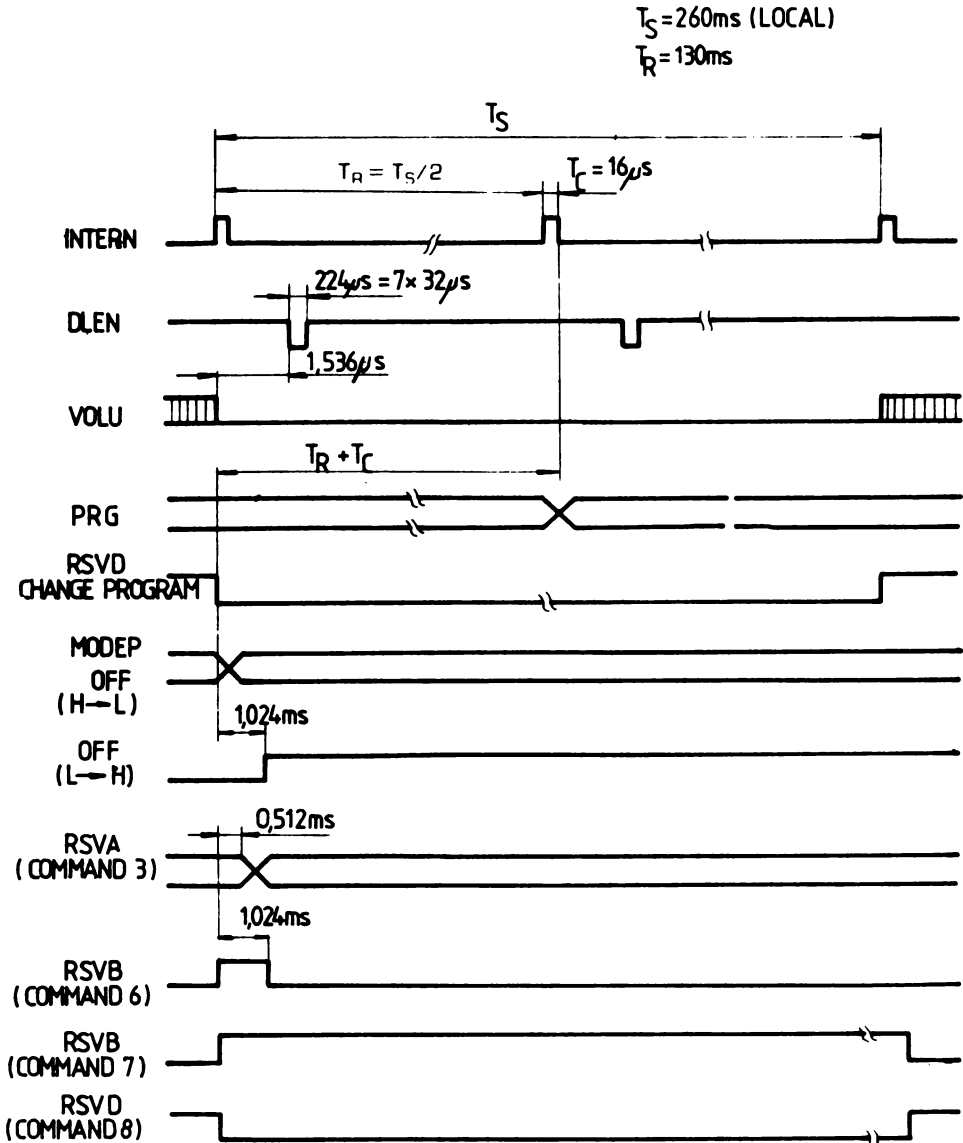 T_S=260ms (LOCAL)
T_R=130ms
T_S
T_R = T_S/2
T_C = 16μs
INTERN
224μs = 7× 32μs
DLEN
1,536μs
VOLU
T_R + T_C
PRG
RSVD
CHANGE PROGRAM
MODEP
OFF
(H→L)
1,024ms
OFF
(L→H)
0,512ms
RSVA
(COMMAND 3)
1,024ms
RSVB
(COMMAND 6)
RSVB
(COMMAND 7)
RSVD
(COMMAND 8)